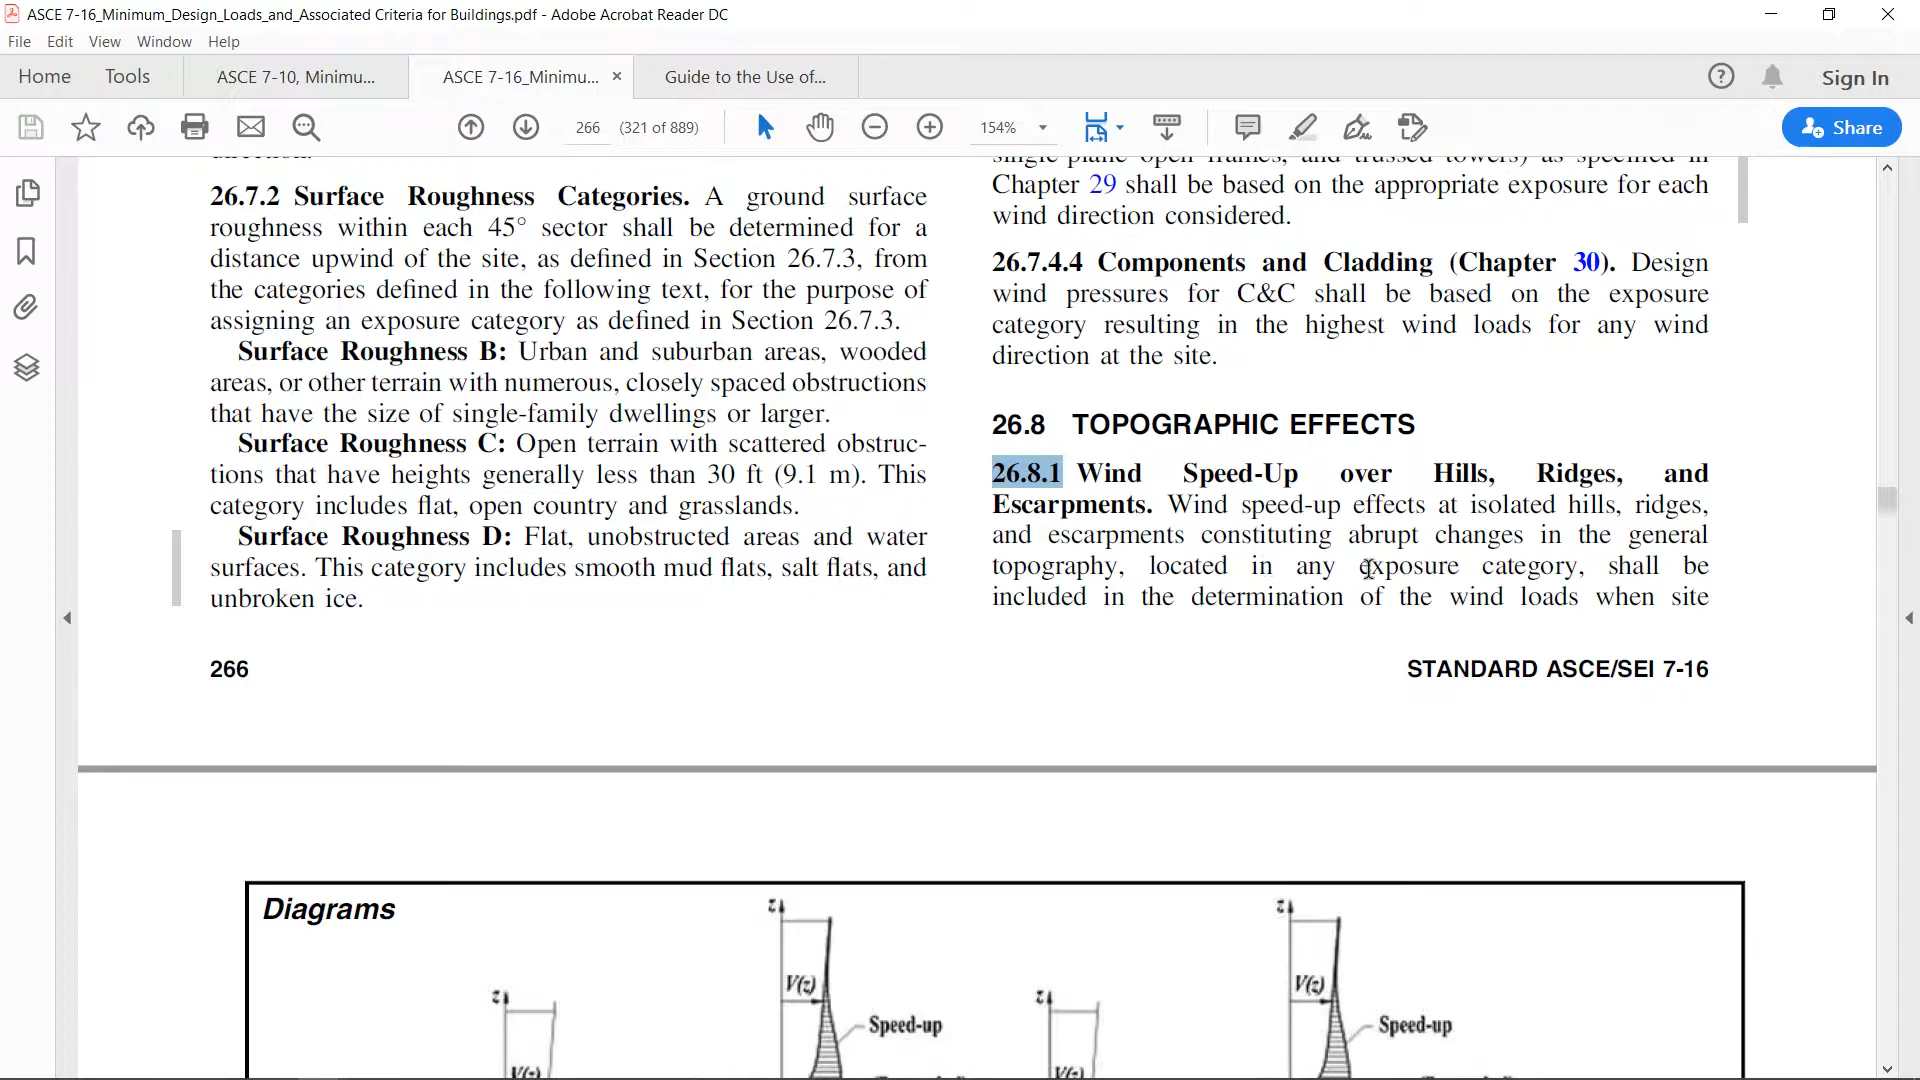 ASCE 7-16_Minimum_Design_Loads_and_Associated Criteria for Buildings.pdf - Adobe Acrobat Reader DC
File Edit View Window Help
Home Tools ASCE 7-10, Minimu... ASCE 7-16_Minimu... × Guide to the Use of... Sign In
266 (321 of 889) 154% Share
26.7.2 Surface Roughness Categories. A ground surface
roughness within each 45° sector shall be determined for a
distance upwind of the site, as defined in Section 26.7.3, from
the categories defined in the following text, for the purpose of
assigning an exposure category as defined in Section 26.7.3.
Surface Roughness B: Urban and suburban areas, wooded
areas, or other terrain with numerous, closely spaced obstructions
that have the size of single-family dwellings or larger.
Surface Roughness C: Open terrain with scattered obstruc-
tions that have heights generally less than 30 ft (9.1 m). This
category includes flat, open country and grasslands.
Surface Roughness D: Flat, unobstructed areas and water
surfaces. This category includes smooth mud flats, salt flats, and
unbroken ice.
266
single-plane open frames, and trussed towers) as specified in
Chapter 29 shall be based on the appropriate exposure for each
wind direction considered.
26.7.4.4 Components and Cladding (Chapter 30). Design
wind pressures for C&C shall be based on the exposure
category resulting in the highest wind loads for any wind
direction at the site.
26.8 TOPOGRAPHIC EFFECTS
26.8.1 Wind Speed-Up over Hills, Ridges, and
Escarpments. Wind speed-up effects at isolated hills, ridges,
and escarpments constituting abrupt changes in the general
topography, located in any exposure category, shall be
included in the determination of the wind loads when site
STANDARD ASCE/SEI 7-16
Diagrams
z z
V(z) V(z)
z z
Speed-up Speed-up
V(z) V(z)